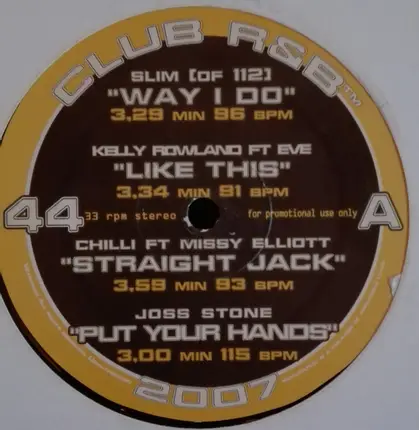 CLUB R&B™
SLIM [OF 112]
"WAY I DO"
3,29 MIN 96 BPM
KELLY ROWLAND FT EVE
"LIKE THIS"
3,34 MIN 91 BPM
44 33 rpm stereo for promotional use only A
CHILLI FT MISSY ELLIOTT
"STRAIGHT JACK"
3,59 MIN 93 BPM
JOSS STONE
"PUT YOUR HANDS"
3,00 MIN 115 BPM
2007